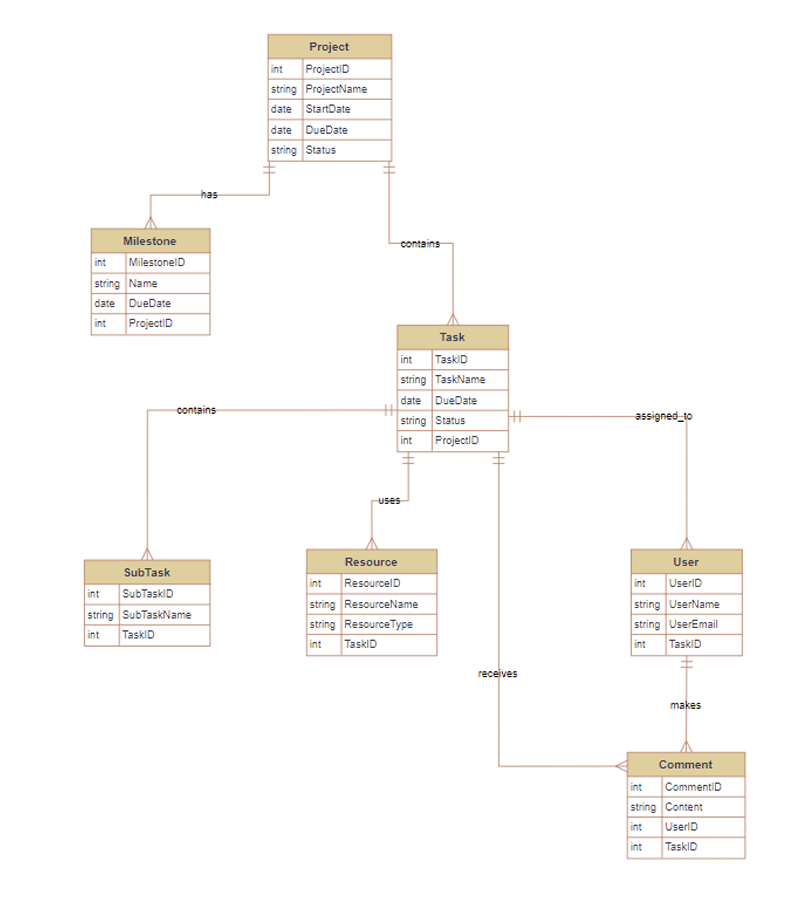 Project
int ProjectID
string ProjectName
date StartDate
date DueDate
string Status
has
contains
Milestone
int MilestoneID
string Name
date DueDate
int ProjectID
Task
int TaskID
string TaskName
date DueDate
string Status
int ProjectID
contains
assigned_to
uses
SubTask
int SubTaskID
string SubTaskName
int TaskID
Resource
int ResourceID
string ResourceName
string ResourceType
int TaskID
User
int UserID
string UserName
string UserEmail
int TaskID
receives
makes
Comment
int CommentID
string Content
int UserID
int TaskID